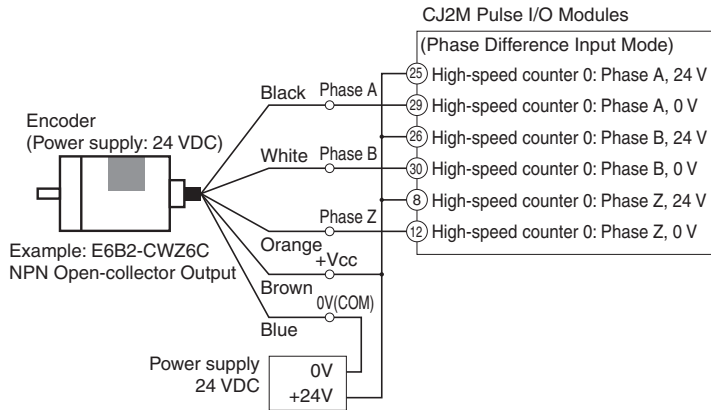 CJ2M Pulse I/O Modules
(Phase Difference Input Mode)
25 High-speed counter 0: Phase A, 24 V
Black Phase A 29 High-speed counter 0: Phase A, 0 V
Encoder
(Power supply: 24 VDC)
26 High-speed counter 0: Phase B, 24 V
White Phase B 30 High-speed counter 0: Phase B, 0 V
8 High-speed counter 0: Phase Z, 24 V
Phase Z 12 High-speed counter 0: Phase Z, 0 V
Orange
Example: E6B2-CWZ6C
NPN Open-collector Output
+Vcc
Brown
0V(COM)
Blue
Power supply
24 VDC
0V
+24V